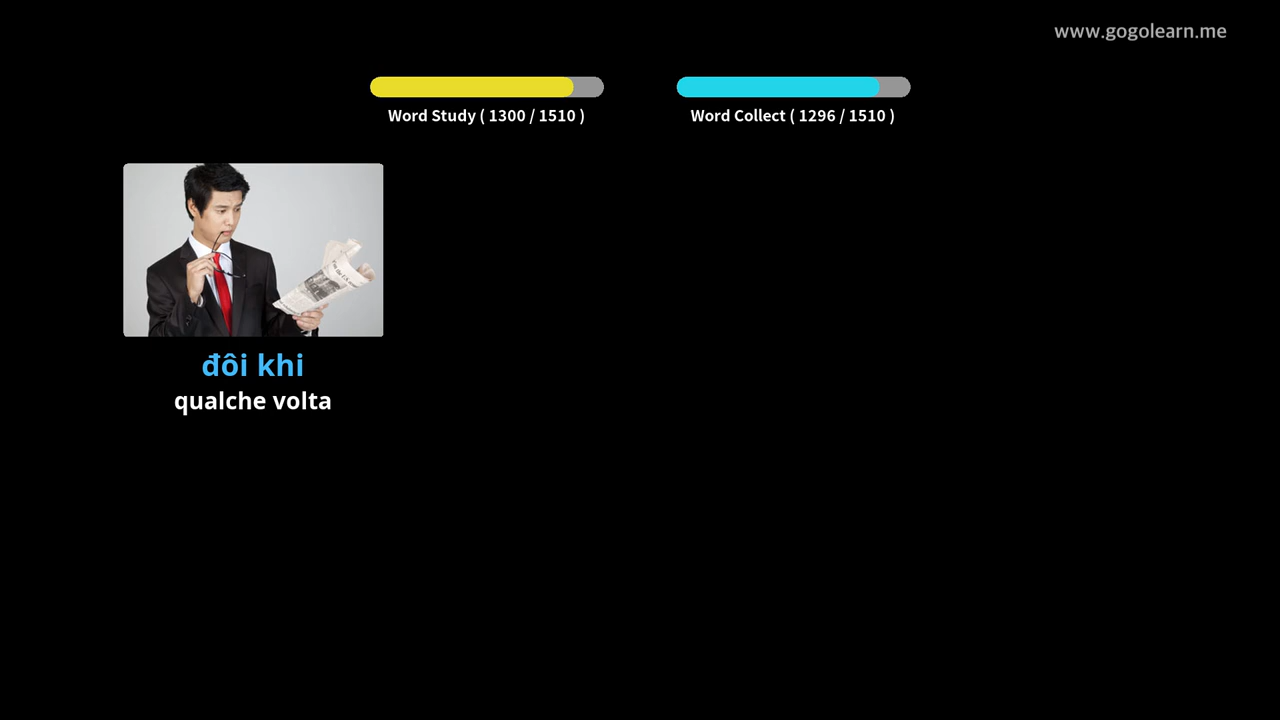 www.gogolearn.me
Word Study ( 1300 / 1510 )
Word Collect ( 1296 / 1510 )
đôi khi
qualche volta